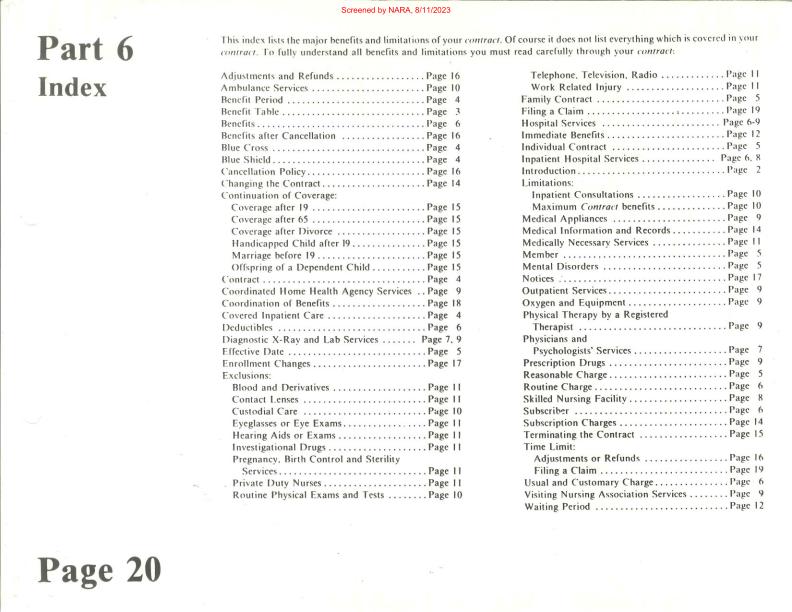 Screened by NARA, 8/11/2023
Part 6
Index
This index lists the major benefits and limitations of your contract. Of course it does not list everything which is covered in your
contract. To fully understand all benefits and limitations you must read carefully through your contract:
Adjustments and Refunds .................. Page 16
Ambulance Services ........................ Page 10
Benefit Period ............................ Page 4
Benefit Table ............................. Page 3
Benefits .................................. Page 6
Benefits after Cancellation ................. Page 16
Blue Cross ................................ Page 4
Blue Shield ............................... Page 4
Cancellation Policy ........................ Page 16
Changing the Contract ..................... Page 14
Continuation of Coverage:
Coverage after 19 ....................... Page 15
Coverage after 65 ....................... Page 15
Coverage after Divorce .................. Page 15
Handicapped Child after 19 ............... Page 15
Marriage before 19 ...................... Page 15
Offspring of a Dependent Child ........... Page 15
Contract .................................. Page 4
Coordinated Home Health Agency Services .. Page 9
Coordination of Benefits ................... Page 18
Covered Inpatient Care .................... Page 4
Deductibles ............................... Page 6
Diagnostic X-Ray and Lab Services ....... Page 7, 9
Effective Date ............................ Page 5
Enrollment Changes ....................... Page 17
Exclusions:
Blood and Derivatives ................... Page 11
Contact Lenses ......................... Page 11
Custodial Care ......................... Page 10
Eyeglasses or Eye Exams ................. Page 11
Hearing Aids or Exams .................. Page 11
Investigational Drugs .................... Page 11
Pregnancy, Birth Control and Sterility
Services .............................. Page 11
Private Duty Nurses ..................... Page 11
Routine Physical Exams and Tests ........ Page 10
Telephone, Television, Radio ............. Page 11
Work Related Injury .................... Page 11
Family Contract .......................... Page 5
Filing a Claim ............................ Page 19
Hospital Services ........................ Page 6-9
Immediate Benefits ........................ Page 12
Individual Contract ....................... Page 5
Inpatient Hospital Services ............... Page 6, 8
Introduction .............................. Page 2
Limitations:
Inpatient Consultations .................. Page 10
Maximum Contract benefits .............. Page 10
Medical Appliances ....................... Page 9
Medical Information and Records ........... Page 14
Medically Necessary Services ............... Page 11
Member .................................. Page 5
Mental Disorders .......................... Page 5
Notices .................................. Page 17
Outpatient Services ........................ Page 9
Oxygen and Equipment .................... Page 9
Physical Therapy by a Registered
Therapist .............................. Page 9
Physicians and
Psychologists' Services ................... Page 7
Prescription Drugs ........................ Page 9
Reasonable Charge ........................ Page 5
Routine Charge ........................... Page 6
Skilled Nursing Facility .................... Page 8
Subscriber ............................... Page 6
Subscription Charges ...................... Page 14
Terminating the Contract .................. Page 15
Time Limit:
Adjustments or Refunds ................. Page 16
Filing a Claim .......................... Page 19
Usual and Customary Charge ............... Page 6
Visiting Nursing Association Services ........ Page 9
Waiting Period ........................... Page 12
Page 20